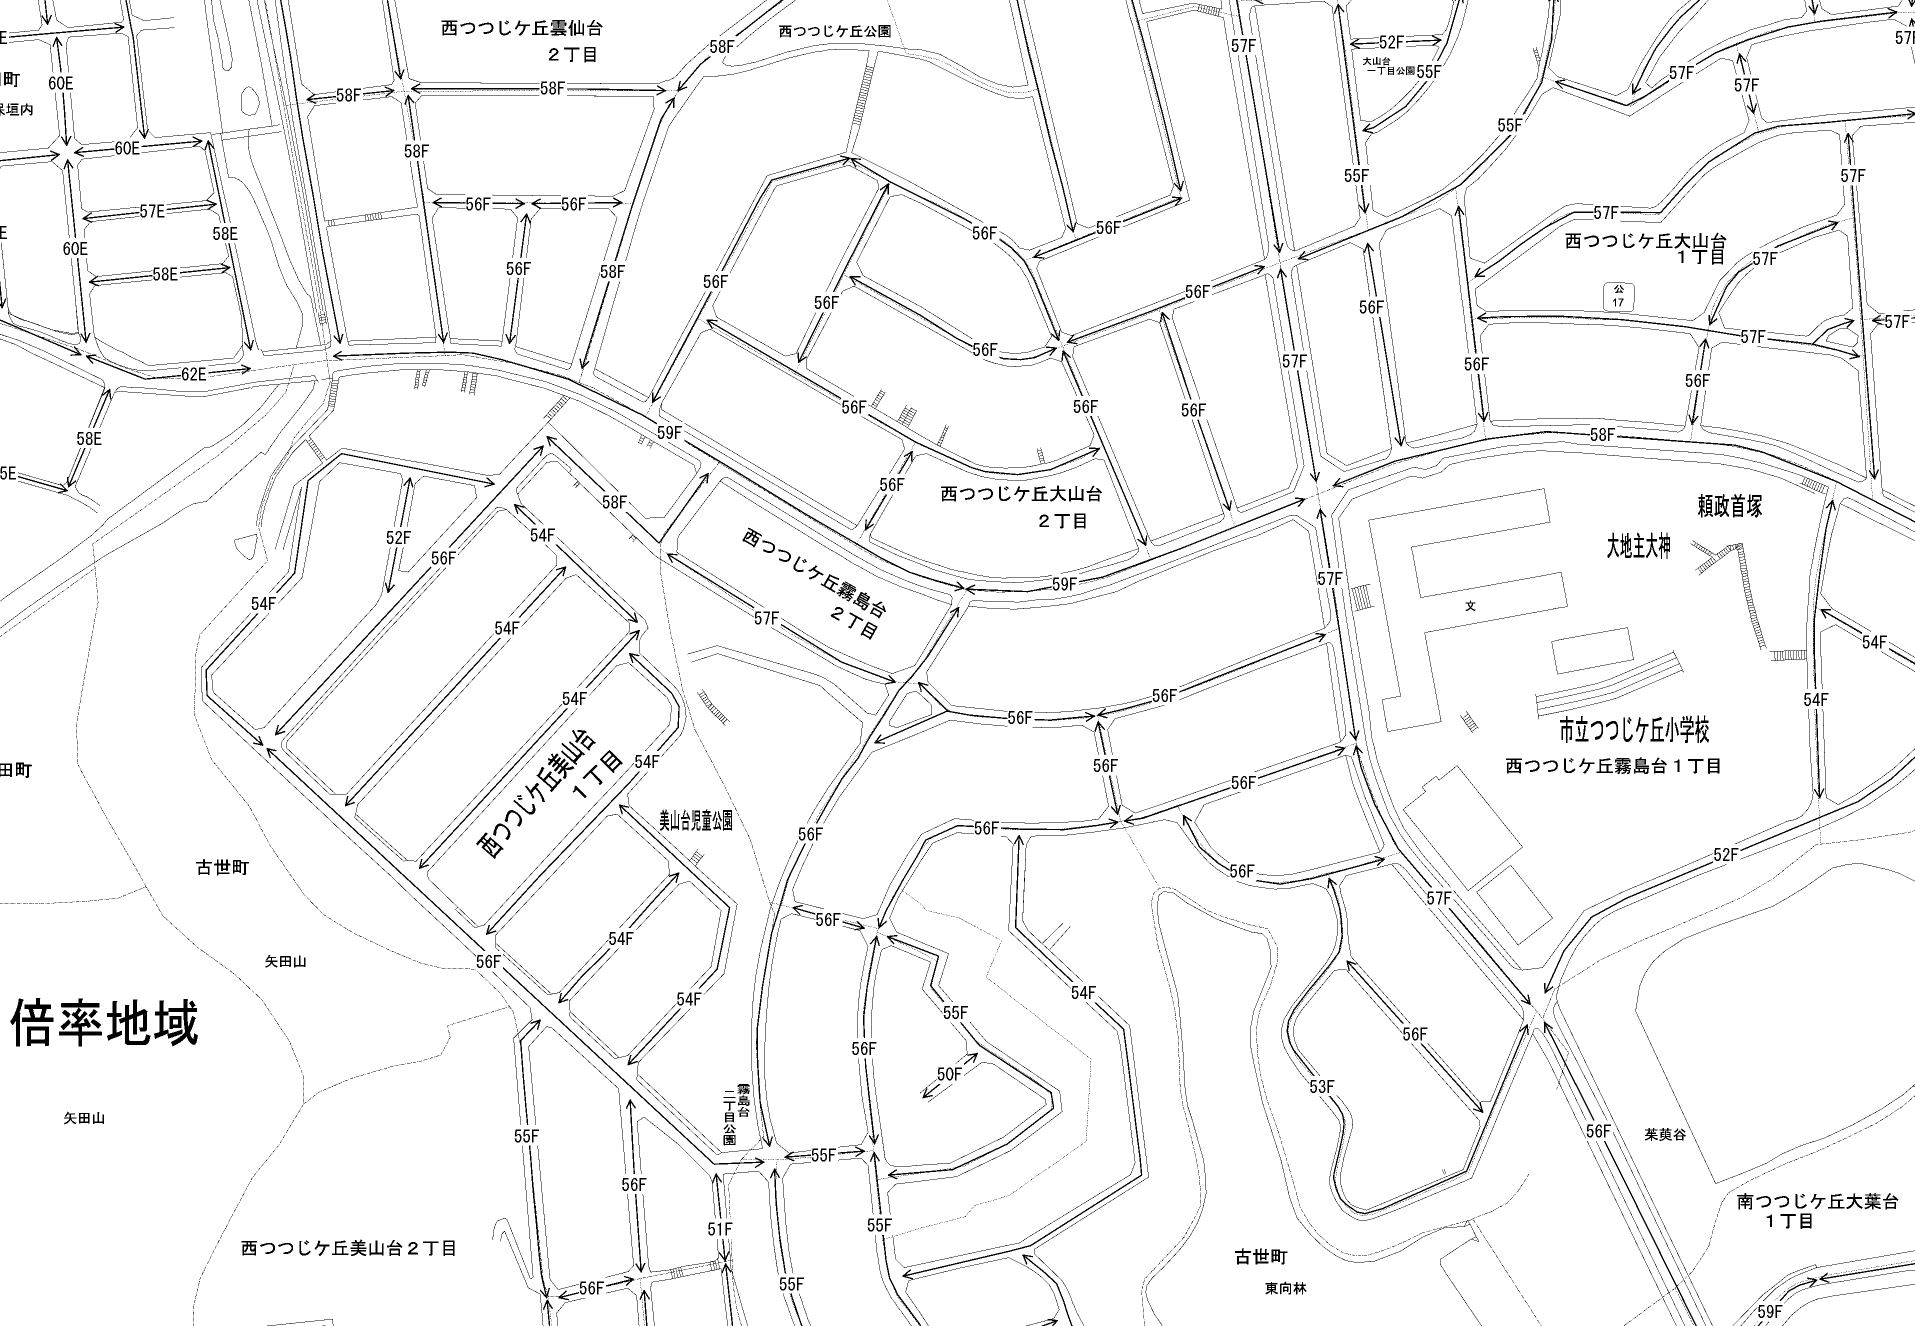 西つつじケ丘雲仙台
２丁目
西つつじケ丘公園
58F
57F
52F
大山台
一丁目公園
55F
57F
57F
60E
58F
58F
57F
55F
町
保垣内
60E
58F
55F
57F
57E
56F
56F
57F
58E
60E
56F
56F
西つつじケ丘大山台
１丁目
57F
58E
56F
58F
56F
56F
56F
公
17
56F
57F
57F
62E
56F
57F
56F
56F
58E
59F
56F
56F
56F
58F
5E
58F
56F
西つつじケ丘大山台
２丁目
頼政首塚
大地主大神
52F
54F
56F
西つつじケ丘霧島台
２丁目
59F
57F
文
54F
54F
57F
54F
54F
56F
56F
54F
市立つつじケ丘小学校
西つつじケ丘霧島台１丁目
西つつじケ丘美山台
１丁目
54F
56F
56F
田町
美山台児童公園
56F
56F
52F
古世町
56F
57F
56F
54F
矢田山
56F
54F
54F
倍率地域
55F
56F
56F
50F
53F
霧島台
二丁目公園
矢田山
55F
55F
56F
茱萸谷
56F
51F
55F
南つつじケ丘大葉台
１丁目
西つつじケ丘美山台２丁目
古世町
56F
55F
東向林
59F